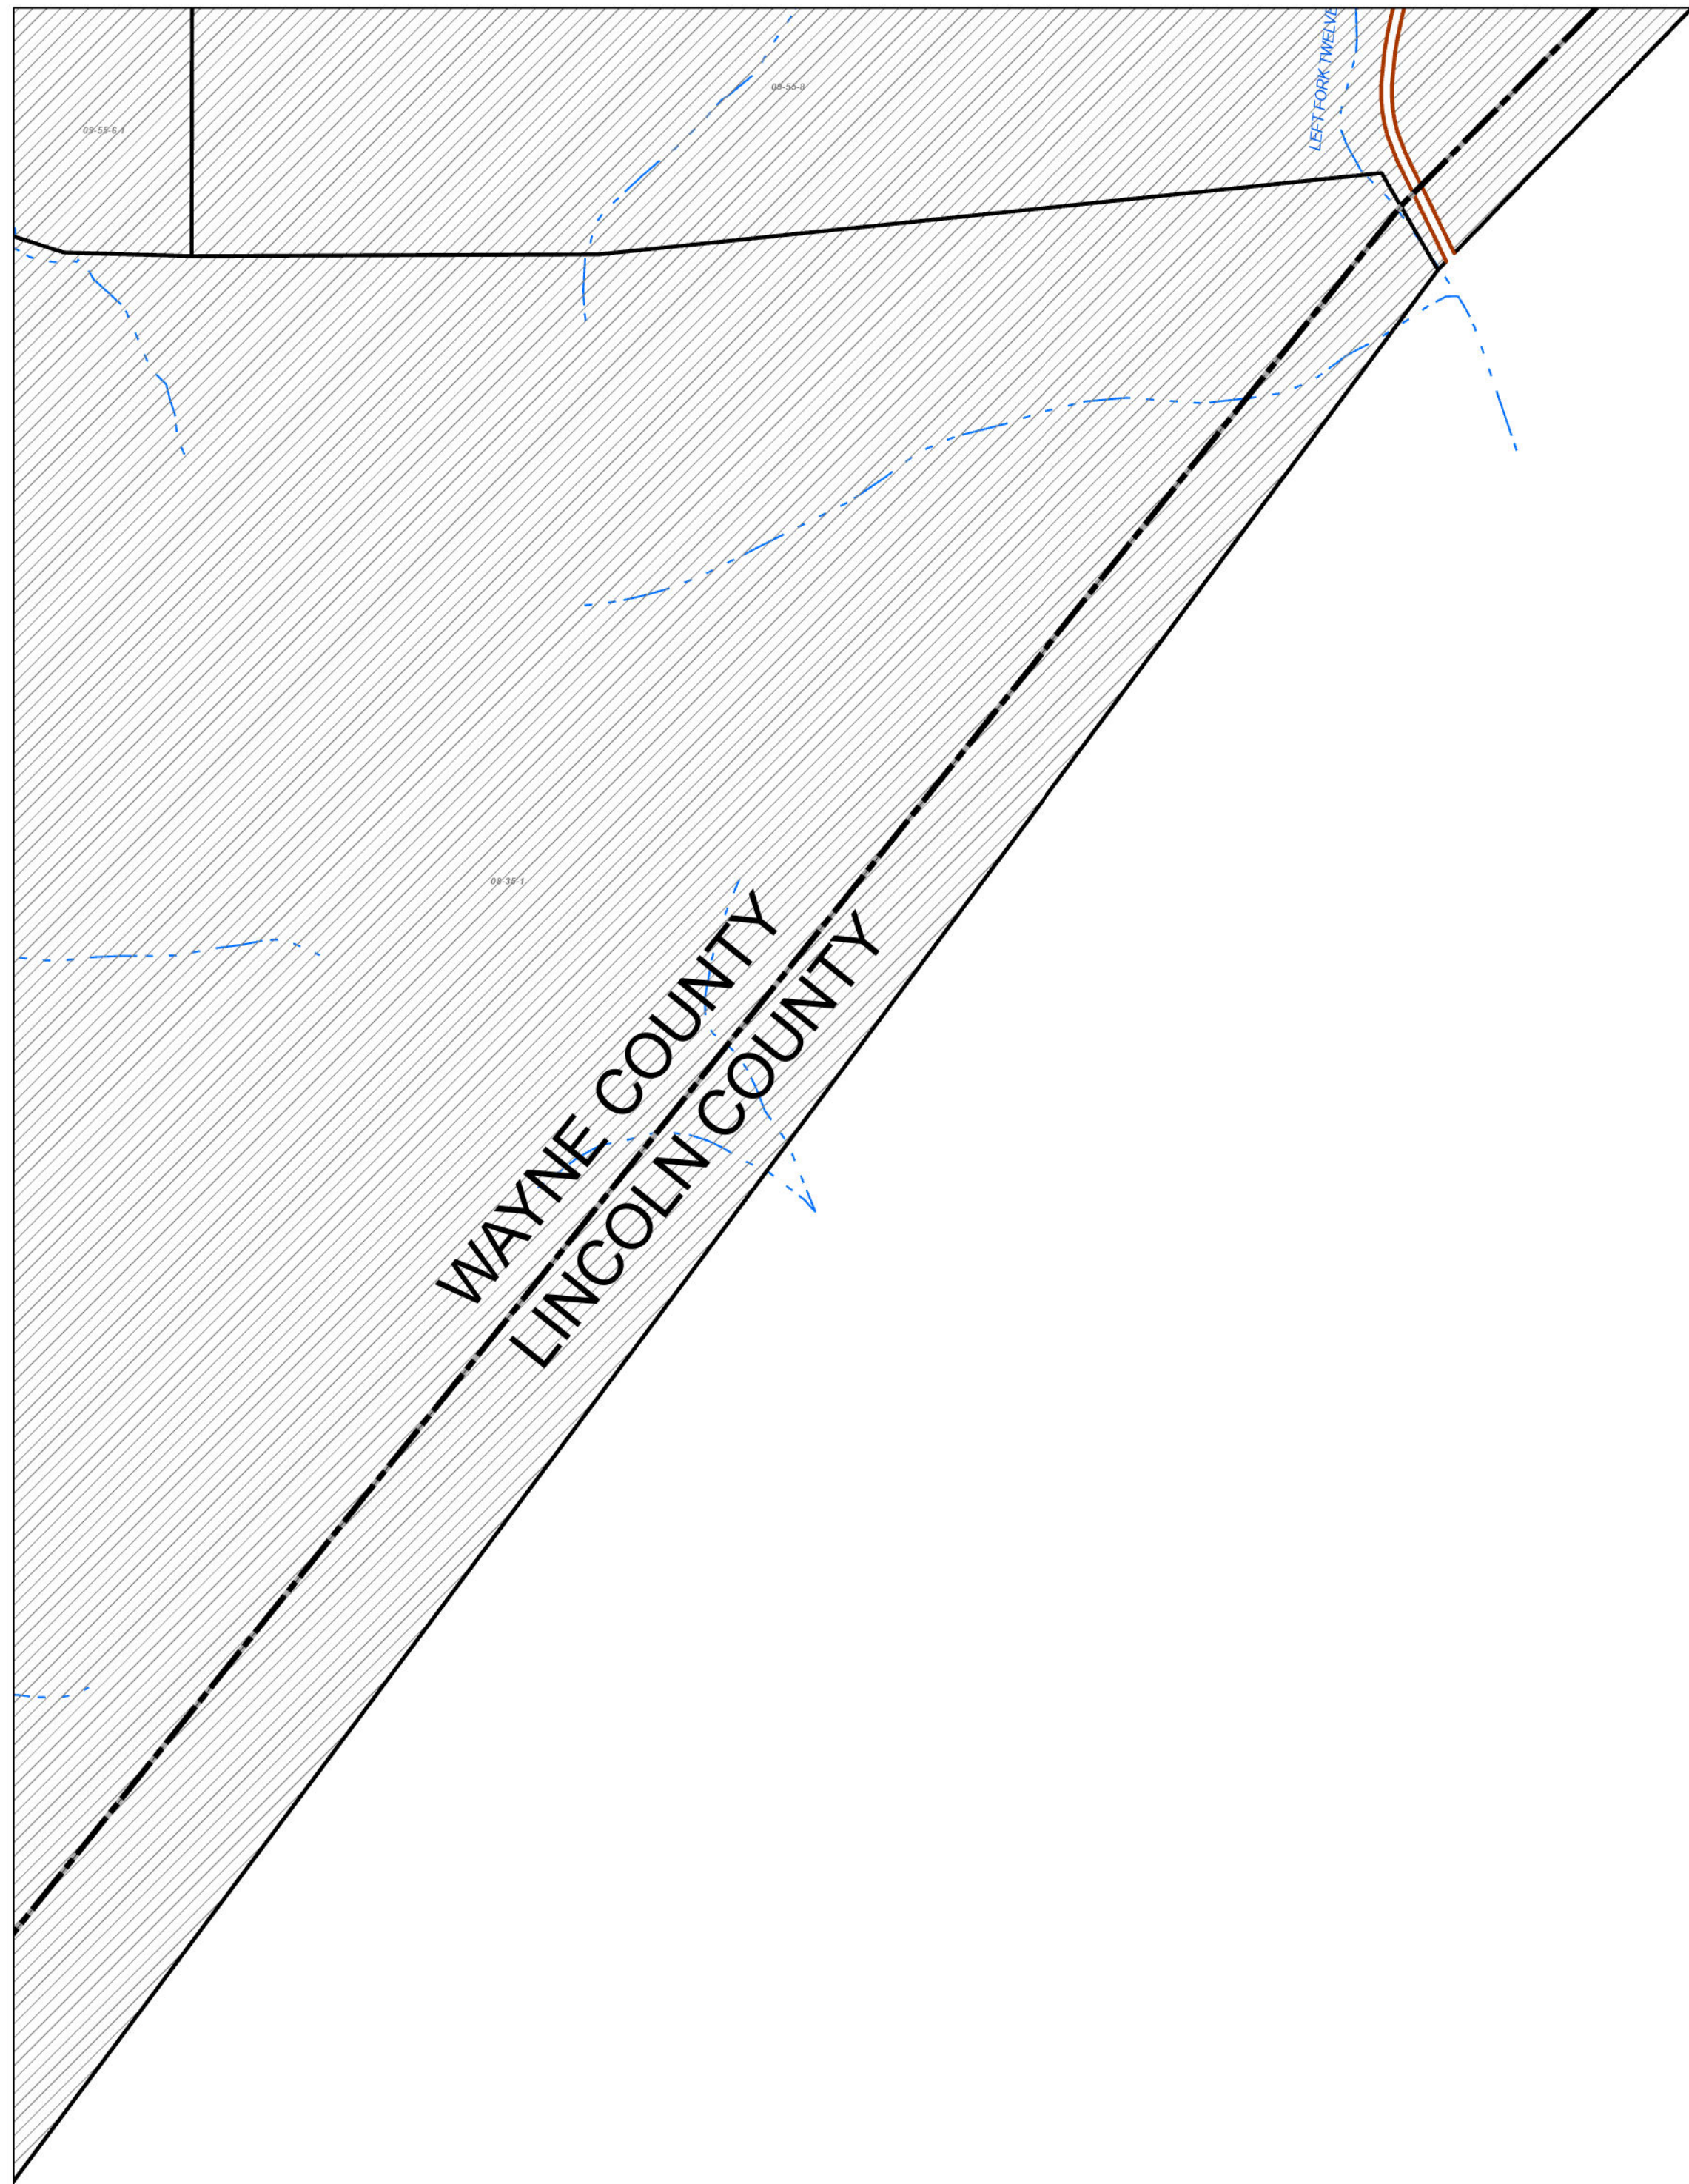 LEFT FORK TWELVE
09-55-8
09-55-6.1
08-35-1
WAYNE COUNTY
LINCOLN COUNTY